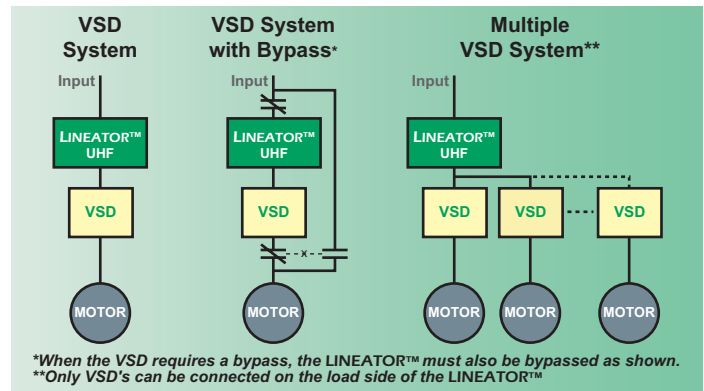 VSD
System
VSD System
with Bypass*
Multiple
VSD System**
Input
Input
Input
LINEATOR™
UHF
LINEATOR™
UHF
LINEATOR™
UHF
VSD
VSD
VSD
VSD
VSD
x
MOTOR
MOTOR
MOTOR
MOTOR
MOTOR
*When the VSD requires a bypass, the LINEATOR™ must also be bypassed as shown.
**Only VSD's can be connected on the load side of the LINEATOR™